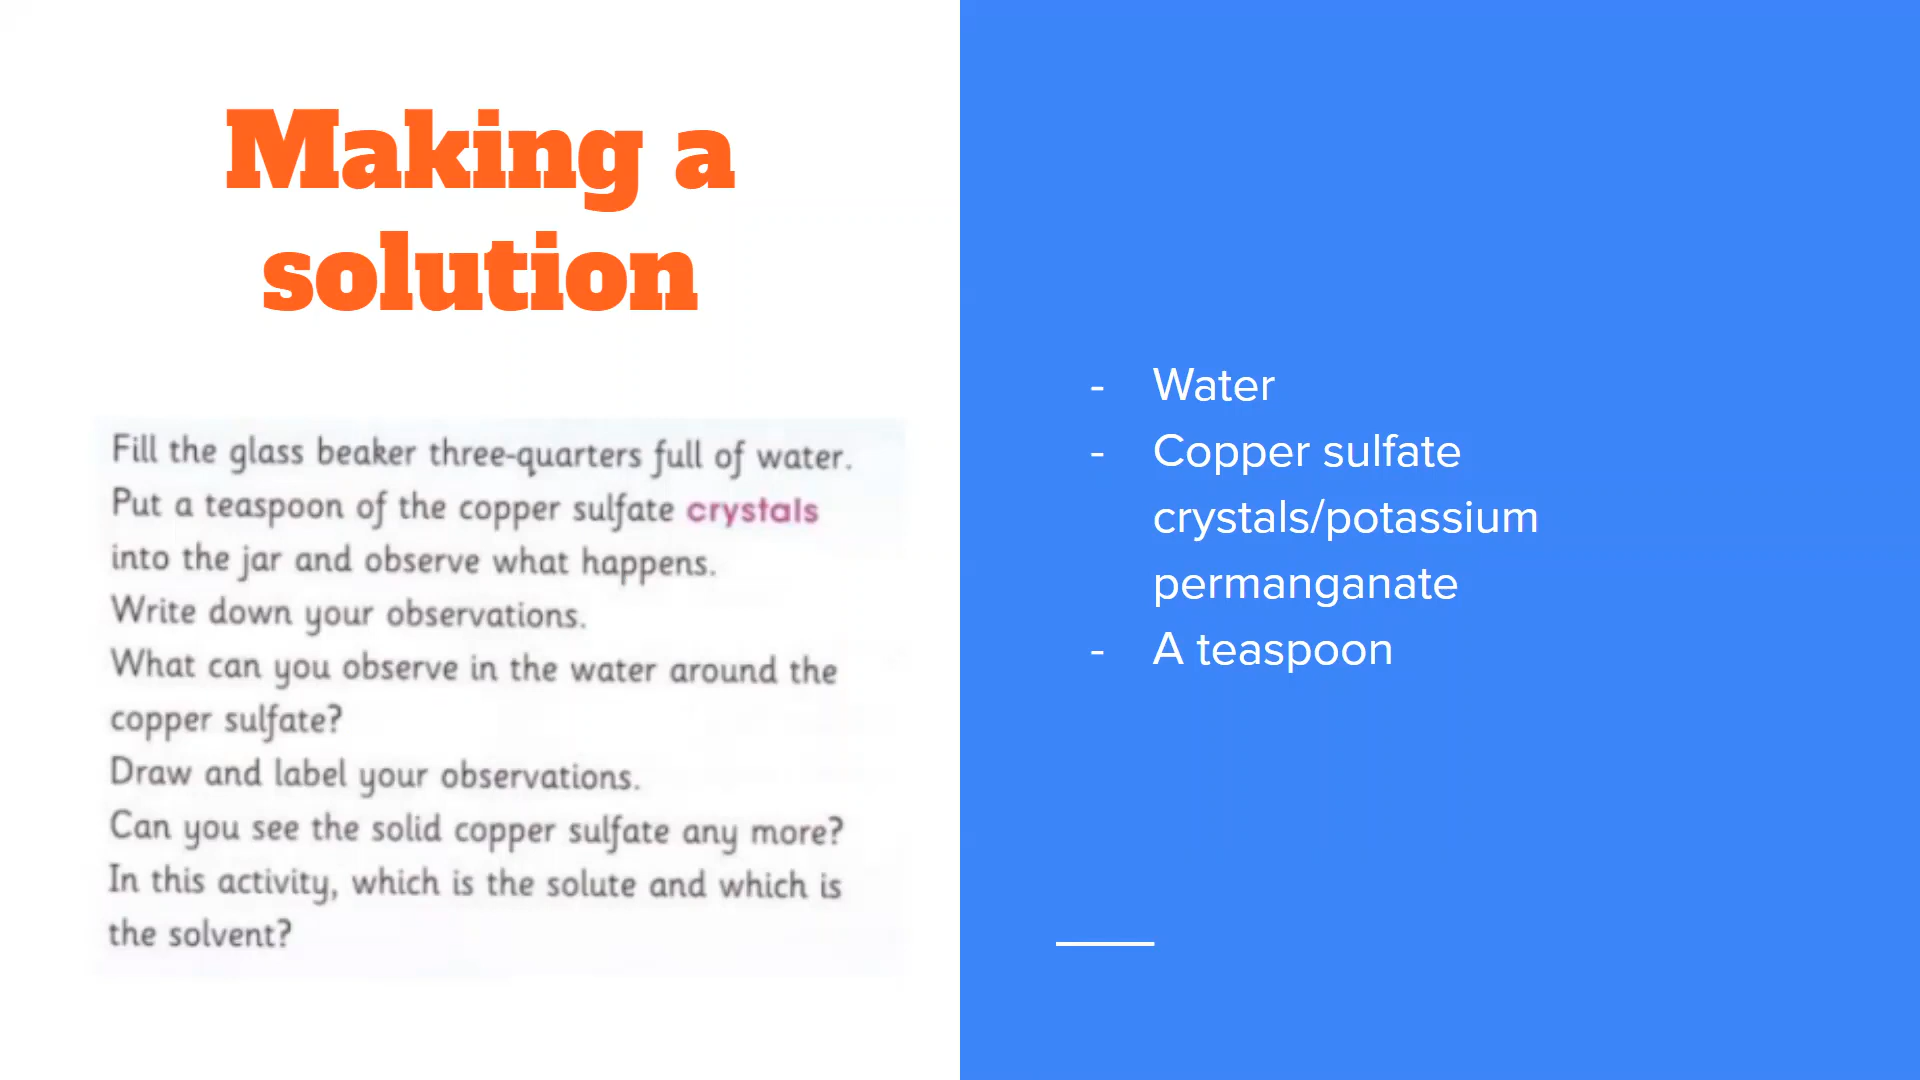 Making a
solution
Fill the glass beaker three-quarters full of water.
Put a teaspoon of the copper sulfate crystals
into the jar and observe what happens.
Write down your observations.
What can you observe in the water around the
copper sulfate?
Draw and label your observations.
Can you see the solid copper sulfate any more?
In this activity, which is the solute and which is
the solvent?
- Water
- Copper sulfate
crystals/potassium
permanganate
- A teaspoon